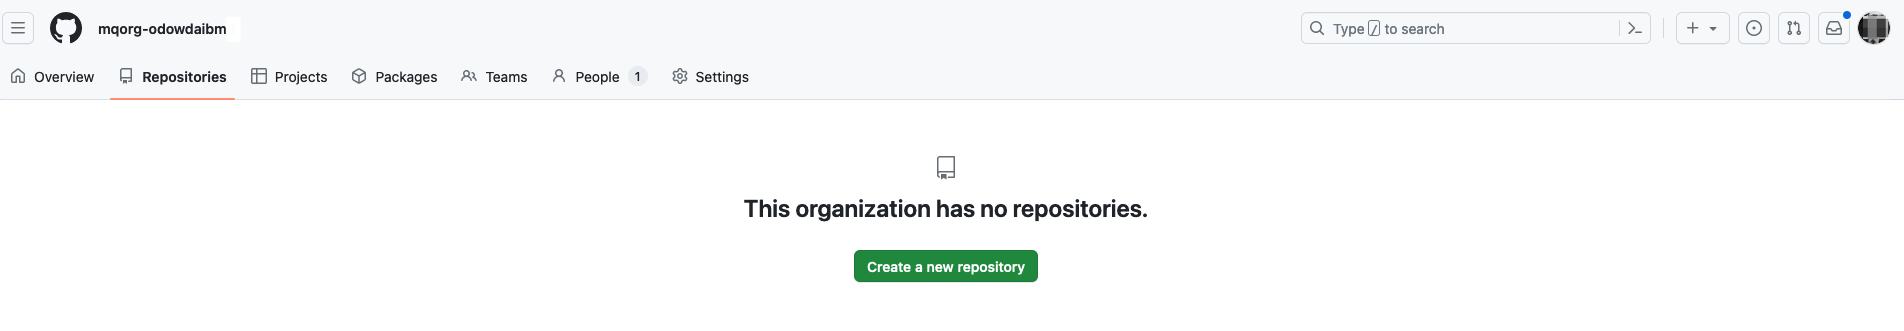 mqorg-odowdaibm
Type / to search
Overview
Repositories
Projects
Packages
Teams
People 1
Settings
This organization has no repositories.
Create a new repository